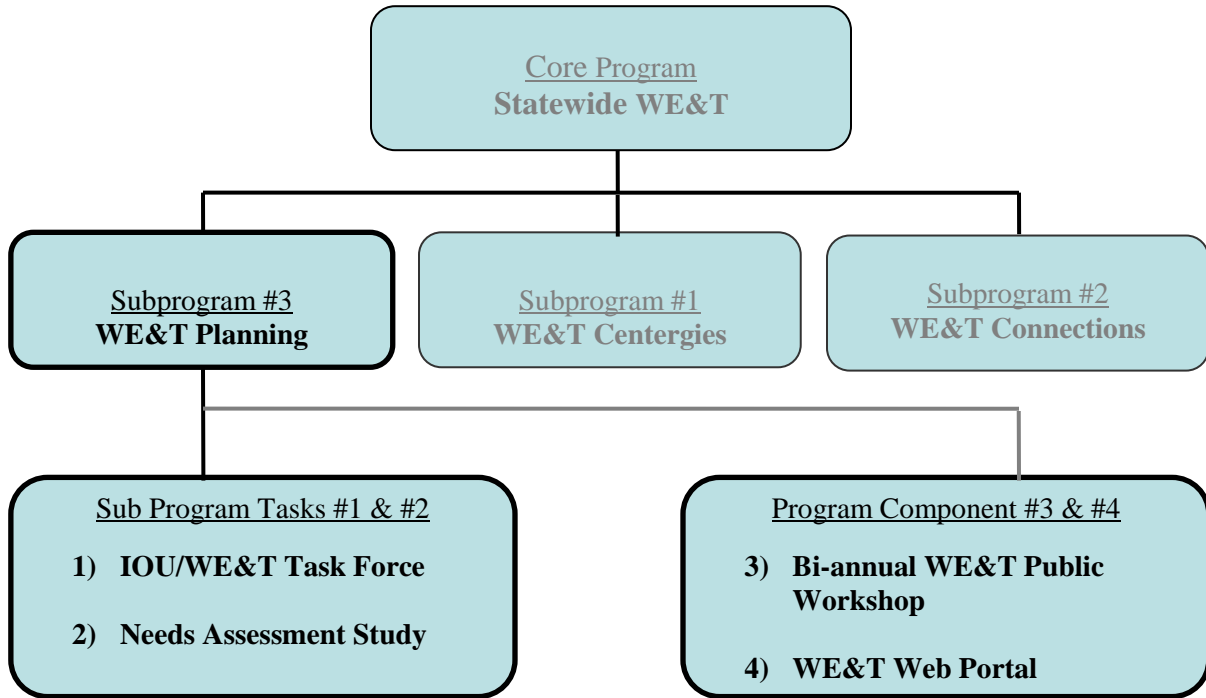 Core Program
Statewide WE&T
Subprogram #3
WE&T Planning
Subprogram #1
WE&T Centergies
Subprogram #2
WE&T Connections
Sub Program Tasks #1 & #2
1) IOU/WE&T Task Force
2) Needs Assessment Study
Program Component #3 & #4
3) Bi-annual WE&T Public
Workshop
4) WE&T Web Portal